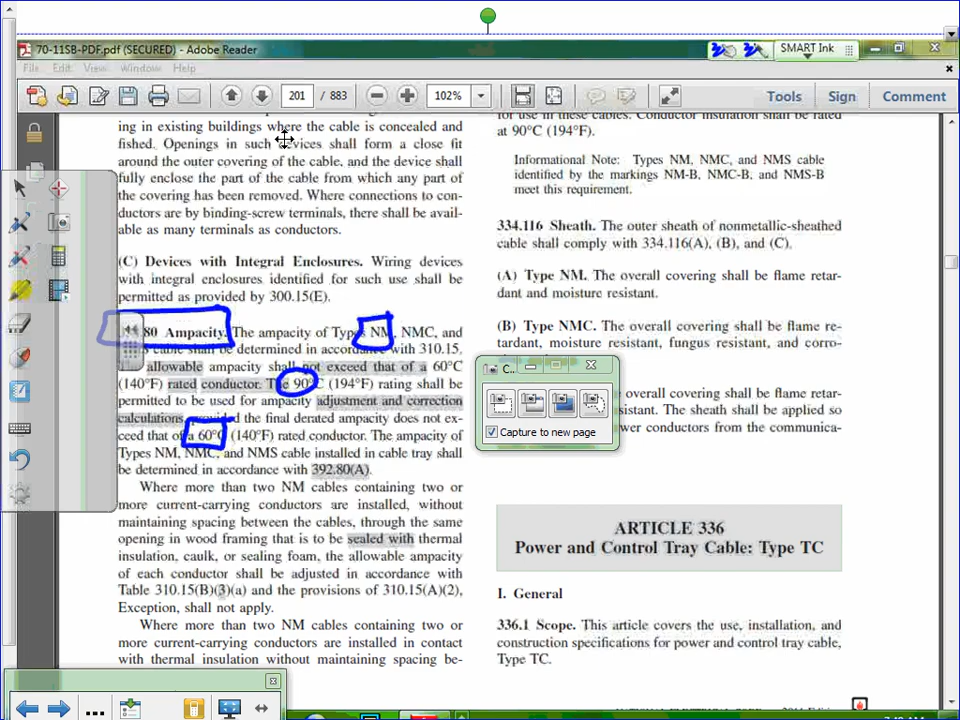 70-11SB-PDF.pdf (SECURED) - Adobe Reader
SMART Ink
File Edit View Window Help
201 / 883
102%
Tools Sign Comment
ing in existing buildings where the cable is concealed and
fished. Openings in such devices shall form a close fit
around the outer covering of the cable, and the device shall
fully enclose the part of the cable from which any part of
the covering has been removed. Where connections to con-
ductors are by binding-screw terminals, there shall be avail-
able as many terminals as conductors.
(C) Devices with Integral Enclosures. Wiring devices
with integral enclosures identified for such use shall be
permitted as provided by 300.15(E).
80 Ampacity. The ampacity of Types NM, NMC, and
cable shall be determined in accordance with 310.15.
allowable ampacity shall not exceed that of a 60°C
(140°F) rated conductor. The 90°C (194°F) rating shall be
permitted to be used for ampacity adjustment and correction
calculations, provided the final derated ampacity does not ex-
ceed that of a 60°C (140°F) rated conductor. The ampacity of
Types NM, NMC, and NMS cable installed in cable tray shall
be determined in accordance with 392.80(A).
Where more than two NM cables containing two or
more current-carrying conductors are installed, without
maintaining spacing between the cables, through the same
opening in wood framing that is to be sealed with thermal
insulation, caulk, or sealing foam, the allowable ampacity
of each conductor shall be adjusted in accordance with
Table 310.15(B)(3)(a) and the provisions of 310.15(A)(2),
Exception, shall not apply.
Where more than two NM cables containing two or
more current-carrying conductors are installed in contact
with thermal insulation without maintaining spacing be-
for use in these cables. Conductor insulation shall be rated
at 90°C (194°F).
Informational Note: Types NM, NMC, and NMS cable
identified by the markings NM-B, NMC-B, and NMS-B
meet this requirement.
334.116 Sheath. The outer sheath of nonmetallic-sheathed
cable shall comply with 334.116(A), (B), and (C).
(A) Type NM. The overall covering shall be flame retar-
dant and moisture resistant.
(B) Type NMC. The overall covering shall be flame re-
tardant, moisture resistant, fungus resistant, and corro-
C...
Capture to new page
overall covering shall be flame
sistant. The sheath shall be applied so
power conductors from the communica-
ARTICLE 336
Power and Control Tray Cable: Type TC
I. General
336.1 Scope. This article covers the use, installation, and
construction specifications for power and control tray cable,
Type TC.